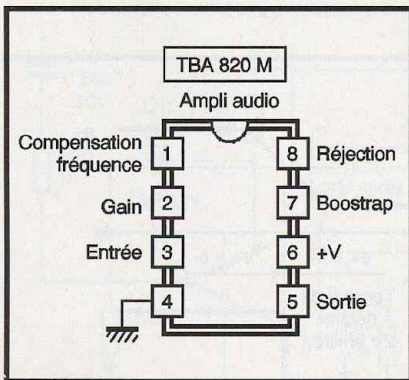 TBA 820 M
Ampli audio
Compensation
fréquence
1
8
Réjection
Gain
2
7
Boostrap
Entrée
3
6
+V
4
5
Sortie